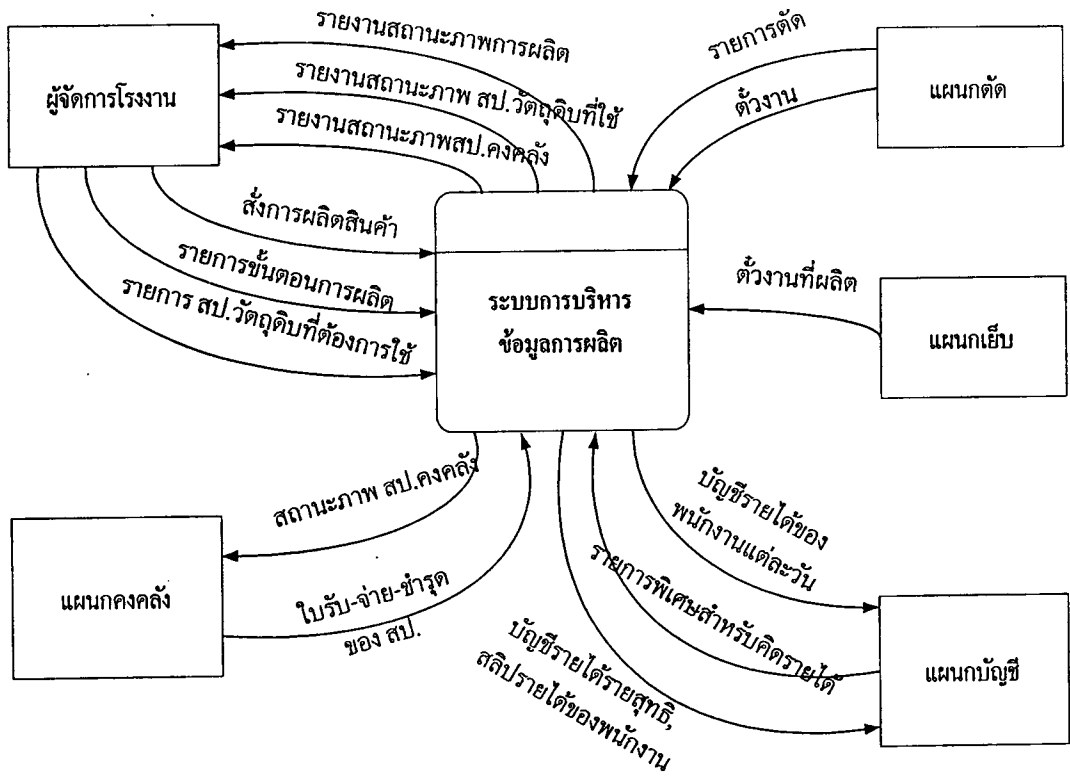 รายงานสถานะภาพการผลิต
รายงานสถานะภาพ สป.วัตถุดิบที่ใช้
รายงานสถานะภาพสป.คงคลัง
ผู้จัดการโรงงาน
รายการตัด
ตั๋วงาน
แผนกตัด
สั่งการผลิตสินค้า
รายการขั้นตอนการผลิต
รายการ สป.วัตถุดิบที่ต้องการใช้
ระบบการบริหาร
ข้อมูลการผลิต
ตั๋วงานที่ผลิต
แผนกเย็บ
สถานะภาพ สป.คงคลัง
แผนกคงคลัง
ใบรับ-จ่าย-ชำรุด
ของ สป.
บัญชีรายได้ของ
พนักงานแต่ละวัน
รายการพิเศษสำหรับคิดรายได้
บัญชีรายได้รายสุทธิ,
สลิปรายได้ของพนักงาน
แผนกบัญชี